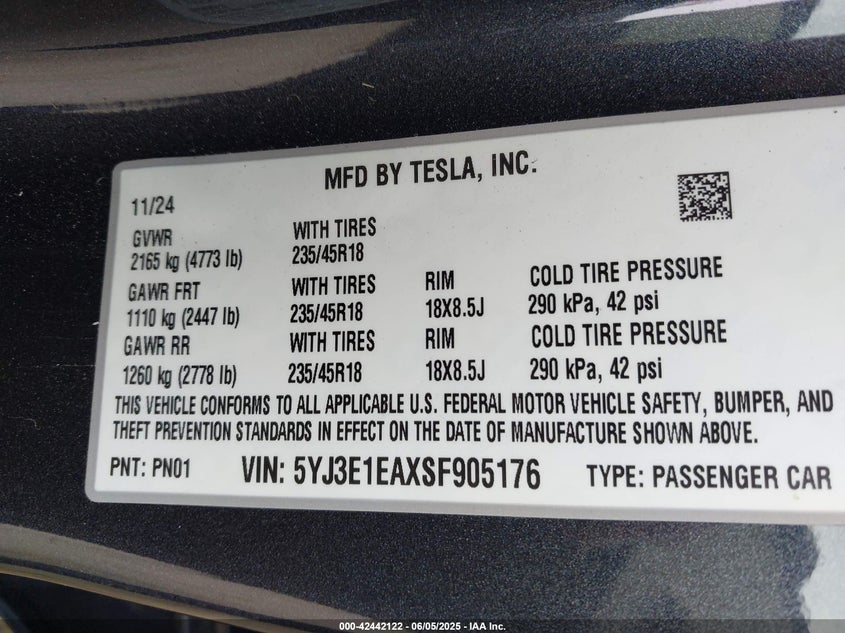 MFD BY TESLA, INC.
11/24
GVWR WITH TIRES
2165 kg (4773 lb) 235/45R18
GAWR FRT WITH TIRES RIM COLD TIRE PRESSURE
1110 kg (2447 lb) 235/45R18 18X8.5J 290 kPa, 42 psi
GAWR RR WITH TIRES RIM COLD TIRE PRESSURE
1260 kg (2778 lb) 235/45R18 18X8.5J 290 kPa, 42 psi
THIS VEHICLE CONFORMS TO ALL APPLICABLE U.S. FEDERAL MOTOR VEHICLE SAFETY, BUMPER, AND
THEFT PREVENTION STANDARDS IN EFFECT ON THE DATE OF MANUFACTURE SHOWN ABOVE.
PNT: PN01 VIN: 5YJ3E1EAXSF905176 TYPE: PASSENGER CAR
000-42442122 - 06/05/2025 - IAA Inc.